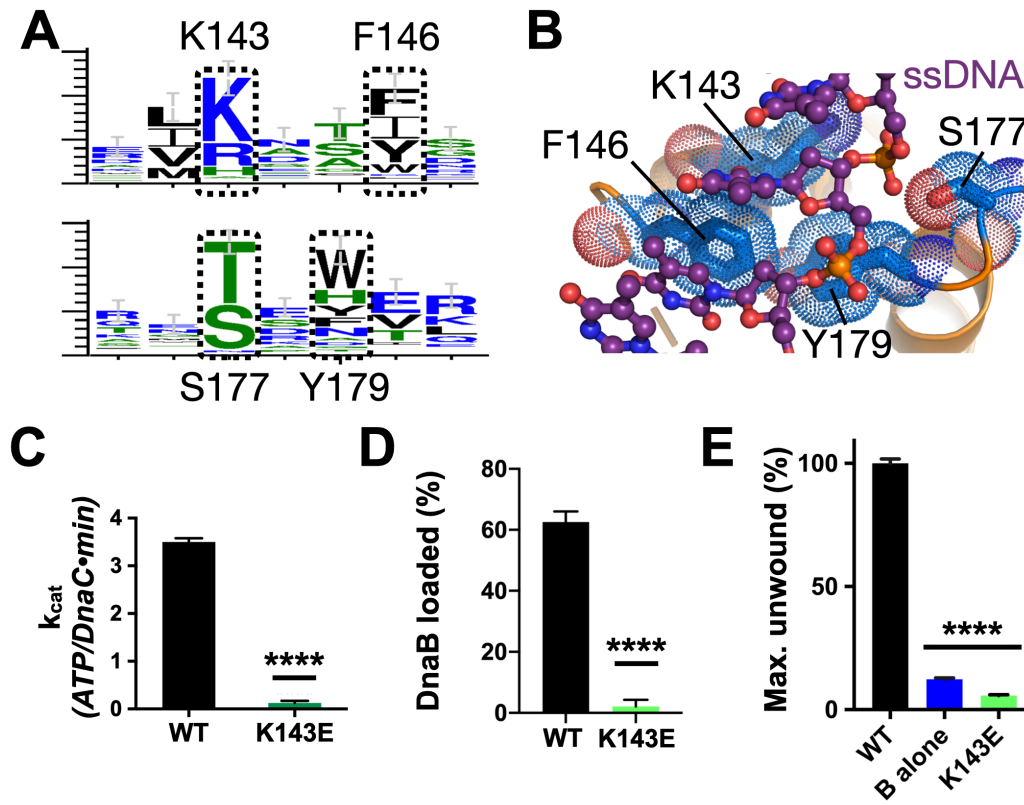 A
K143 F146
S177 Y179
B
ssDNA
K143
S177
F146
Y179
C
kcat
(ATP/DnaC•min)
4
3
2
1
0
****
WT K143E
D
DnaB loaded (%)
80
60
40
20
0
****
WT K143E
E
Max. unwound (%)
100
50
0
****
WT
B alone
K143E